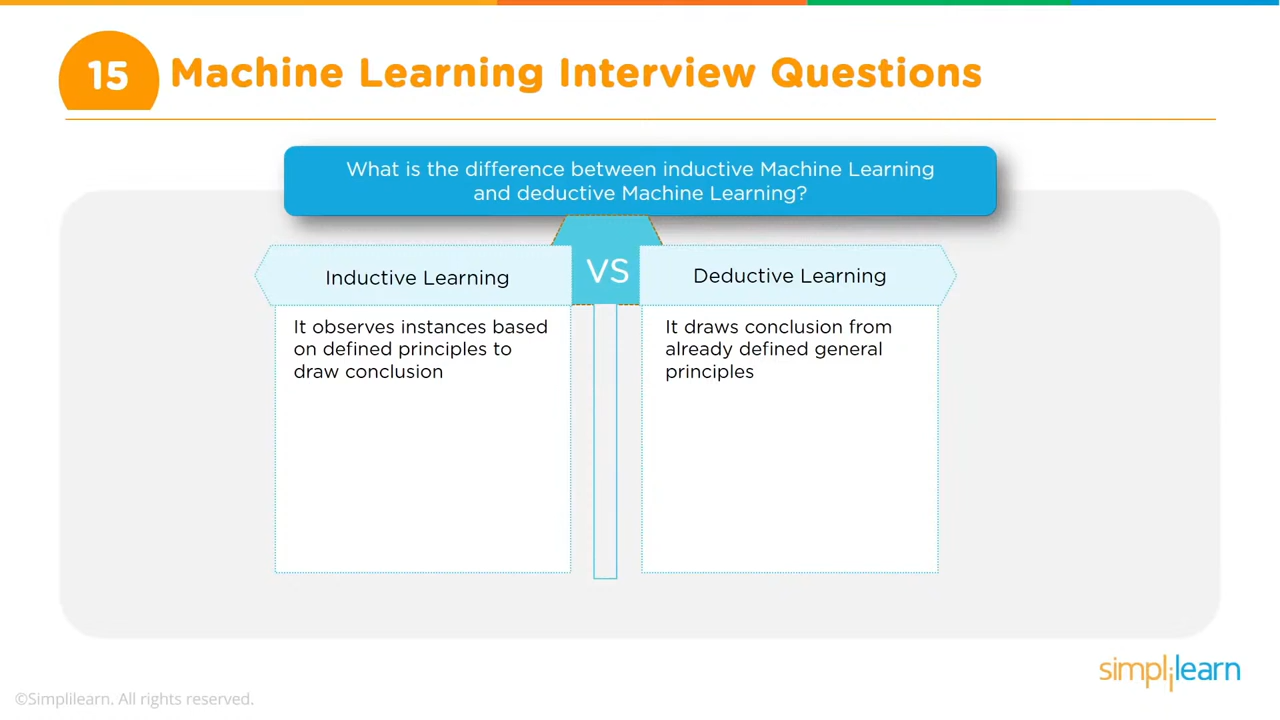 15
Machine Learning Interview Questions
What is the difference between inductive Machine Learning
and deductive Machine Learning?
VS
Inductive Learning
It observes instances based
on defined principles to
draw conclusion
Deductive Learning
It draws conclusion from
already defined general
principles
simplilearn
©Simplilearn. All rights reserved.